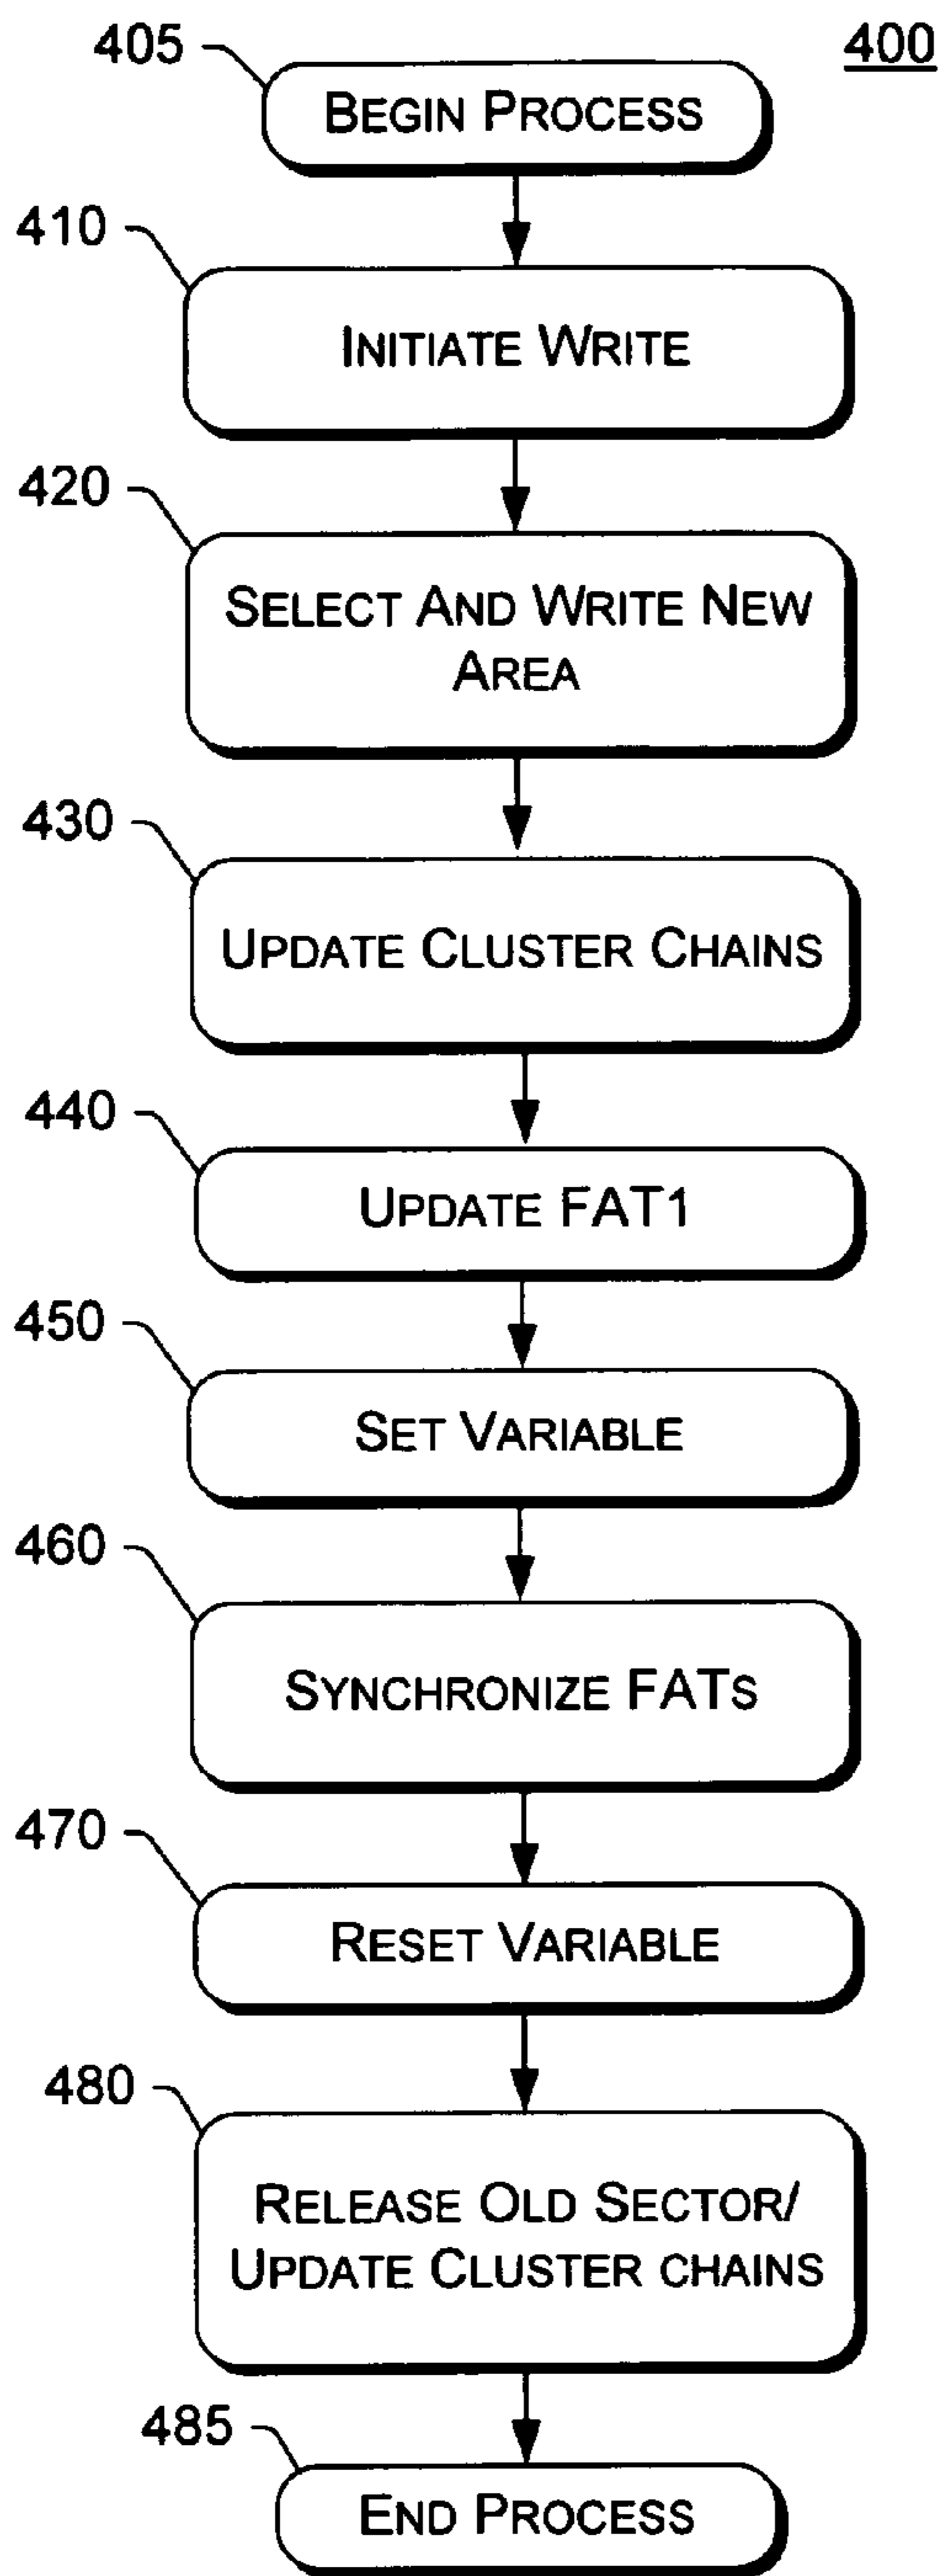 400
405
BEGIN PROCESS
410
INITIATE WRITE
420
SELECT AND WRITE NEW
AREA
430
UPDATE CLUSTER CHAINS
440
UPDATE FAT1
450
SET VARIABLE
460
SYNCHRONIZE FATS
470
RESET VARIABLE
480
RELEASE OLD SECTOR/
UPDATE CLUSTER CHAINS
485
END PROCESS